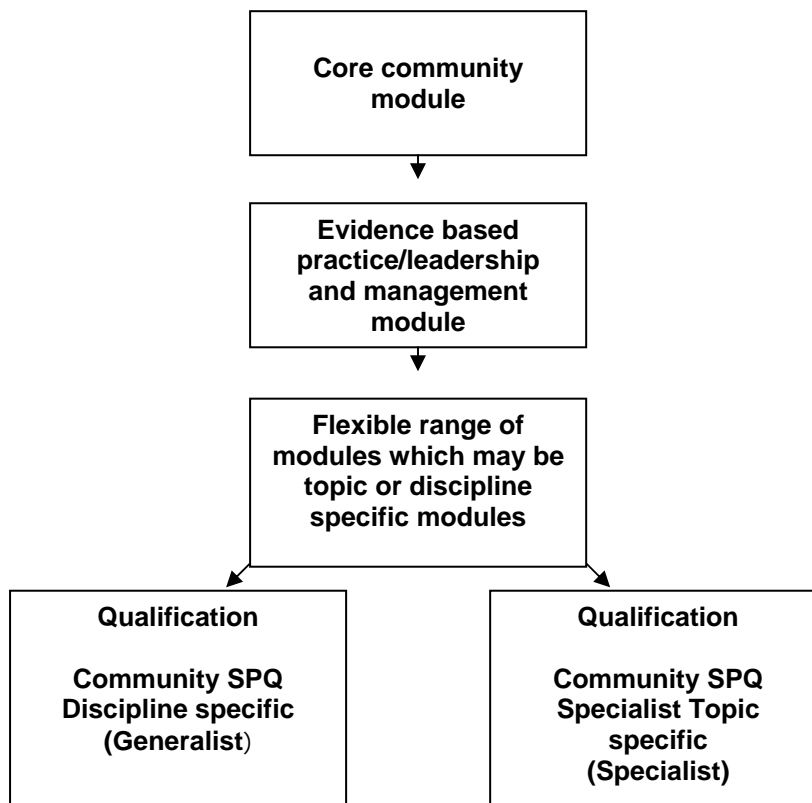 Core community
module
Evidence based
practice/leadership
and management
module
Flexible range of
modules which may be
topic or discipline
specific modules
Qualification
Community SPQ
Discipline specific
(Generalist)
Qualification
Community SPQ
Specialist Topic
specific
(Specialist)